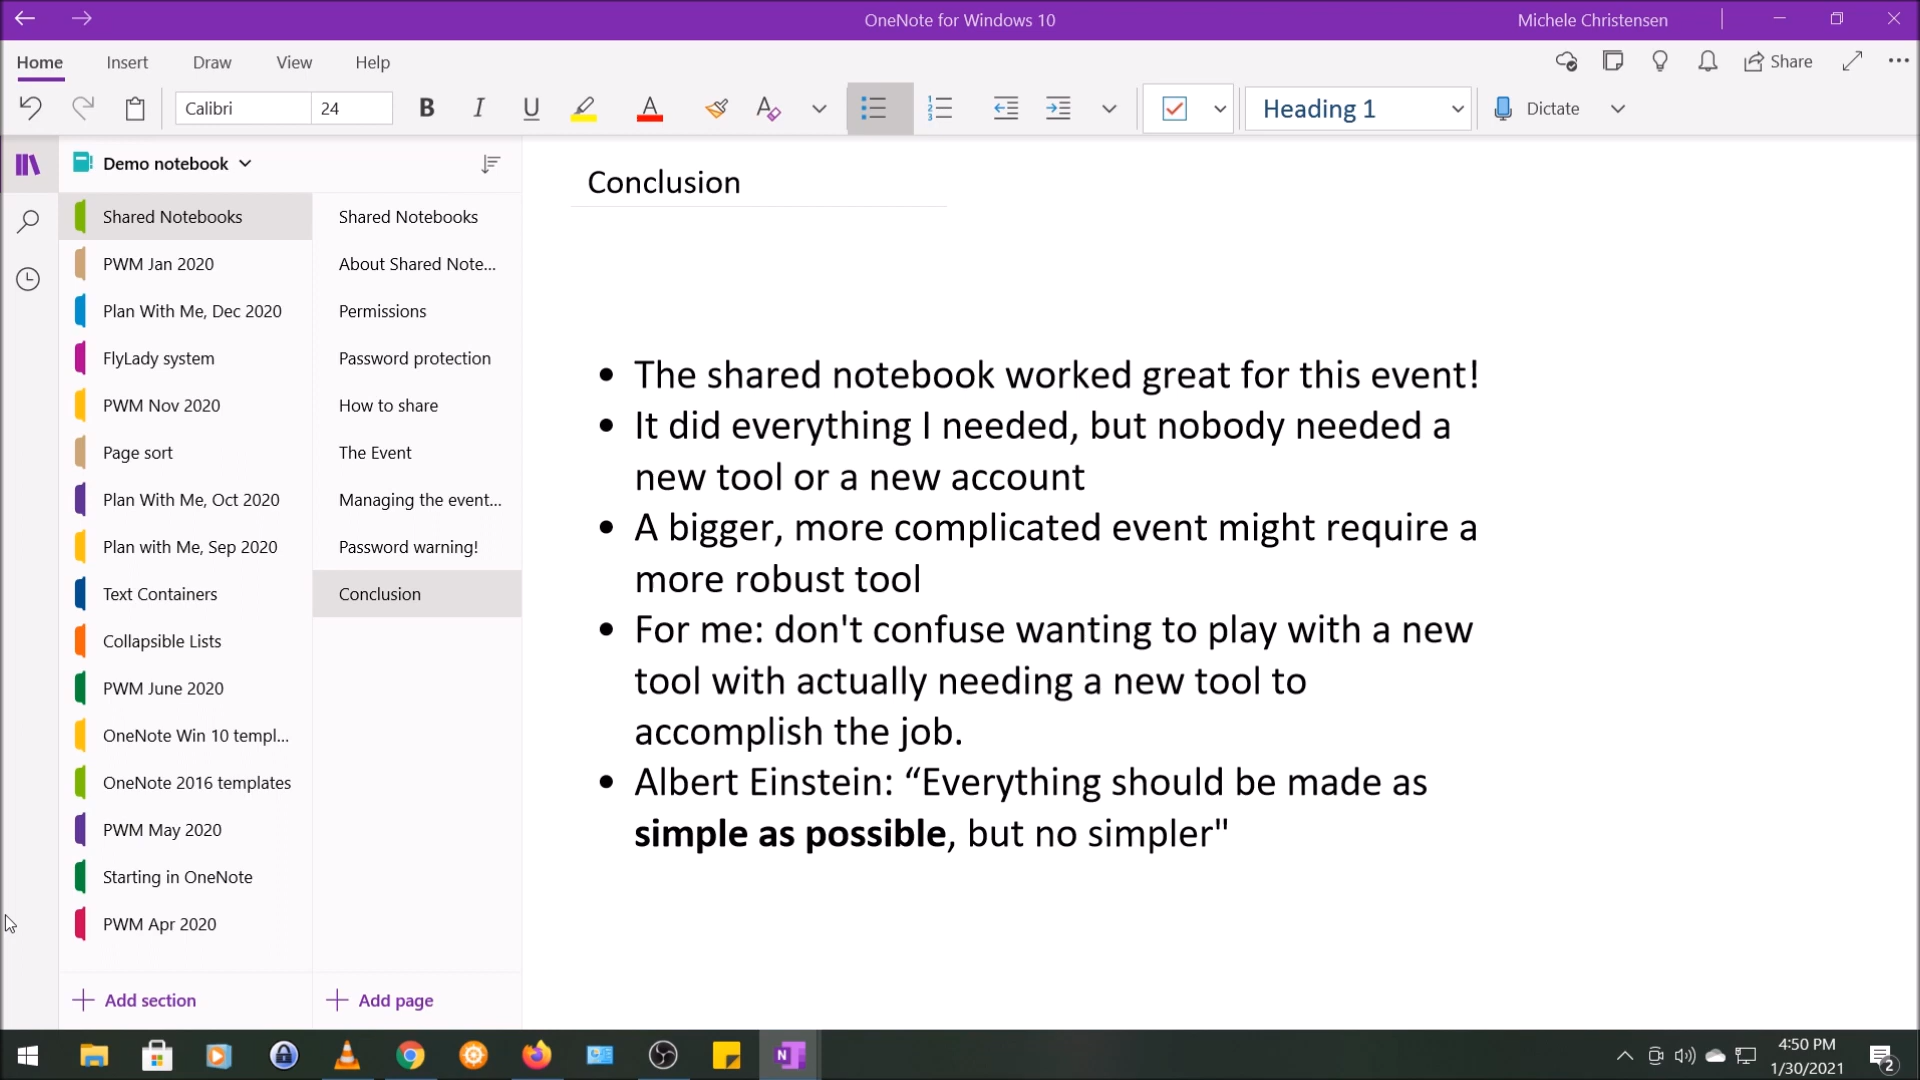 OneNote for Windows 10
Michele Christensen
Home
Insert
Draw
View
Help
Share
Calibri
24
B
I
U
A
A
Heading 1
Dictate
Demo notebook
Shared Notebooks
PWM Jan 2020
Plan With Me, Dec 2020
FlyLady system
PWM Nov 2020
Page sort
Plan With Me, Oct 2020
Plan with Me, Sep 2020
Text Containers
Collapsible Lists
PWM June 2020
OneNote Win 10 templ...
OneNote 2016 templates
PWM May 2020
Starting in OneNote
PWM Apr 2020
Add section
Shared Notebooks
About Shared Note...
Permissions
Password protection
How to share
The Event
Managing the event...
Password warning!
Conclusion
Add page
Conclusion
• The shared notebook worked great for this event!
• It did everything I needed, but nobody needed a
new tool or a new account
• A bigger, more complicated event might require a
more robust tool
• For me: don't confuse wanting to play with a new
tool with actually needing a new tool to
accomplish the job.
• Albert Einstein: “Everything should be made as
simple as possible, but no simpler"
N
4:50 PM
1/30/2021
2